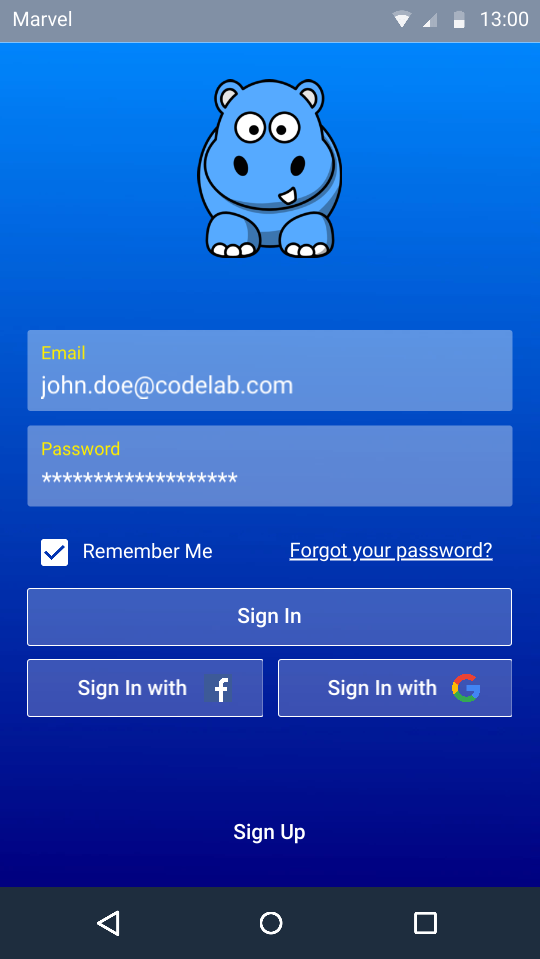 Marvel 13:00
Email
john.doe@codelab.com
Password
*******************
Remember Me Forgot your password?
Sign In
Sign In with Sign In with
Sign Up